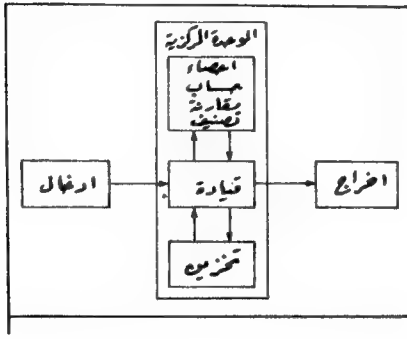 الوحدة المركزية
احصاء
حساب
مقارنة
تصنيف
ادخال
قيادة
اخراج
تخزين